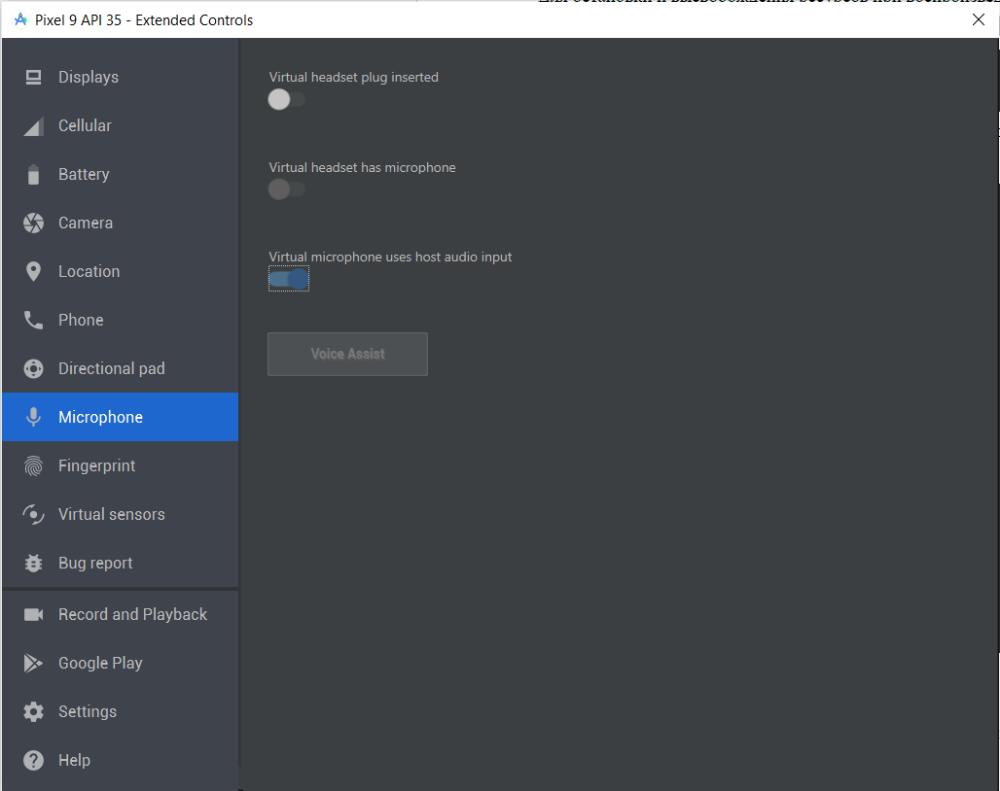 Pixel 9 API 35 - Extended Controls
Displays
Cellular
Battery
Camera
Location
Phone
Directional pad
Microphone
Fingerprint
Virtual sensors
Bug report
Record and Playback
Google Play
Settings
Help
Virtual headset plug inserted
Virtual headset has microphone
Virtual microphone uses host audio input
Voice Assist